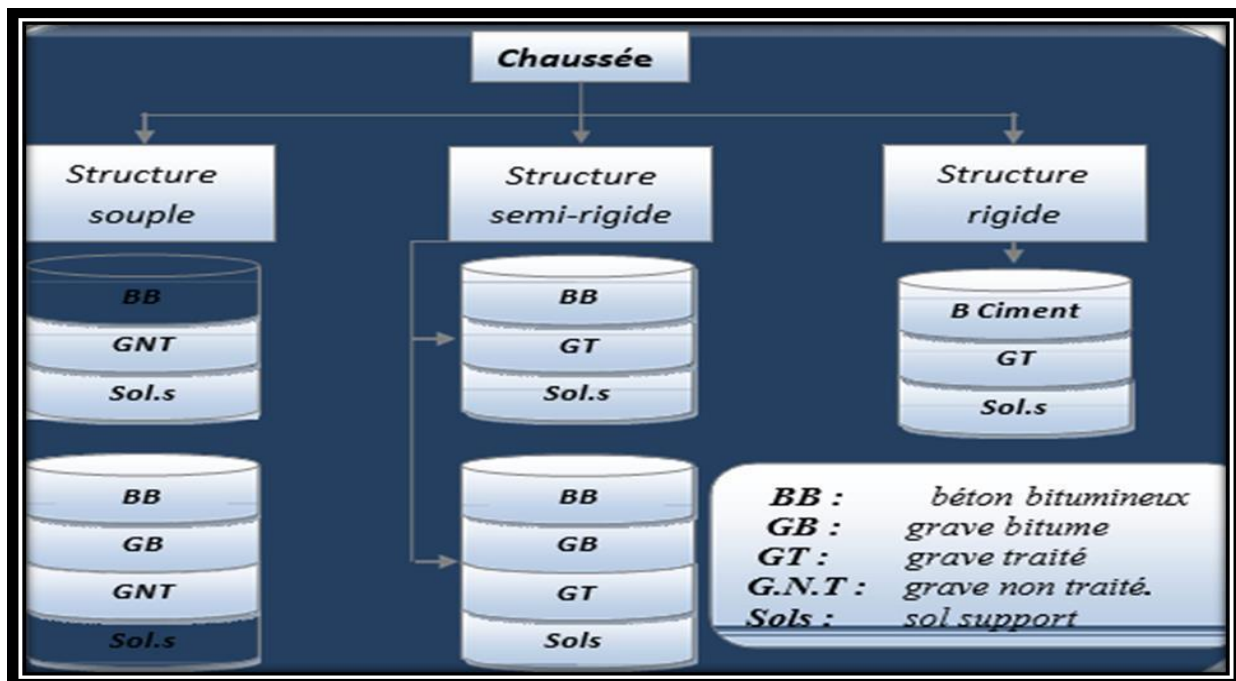 Chaussée
Structure
souple
Structure
semi-rigide
Structure
rigide
BB
GNT
Sol.s
BB
GT
Sol.s
B Ciment
GT
Sol.s
BB
GB
GNT
Sol.s
BB
GB
GT
Sols
BB : béton bitumineux
GB : grave bitume
GT : grave traité
G.N.T : grave non traité.
Sols : sol support